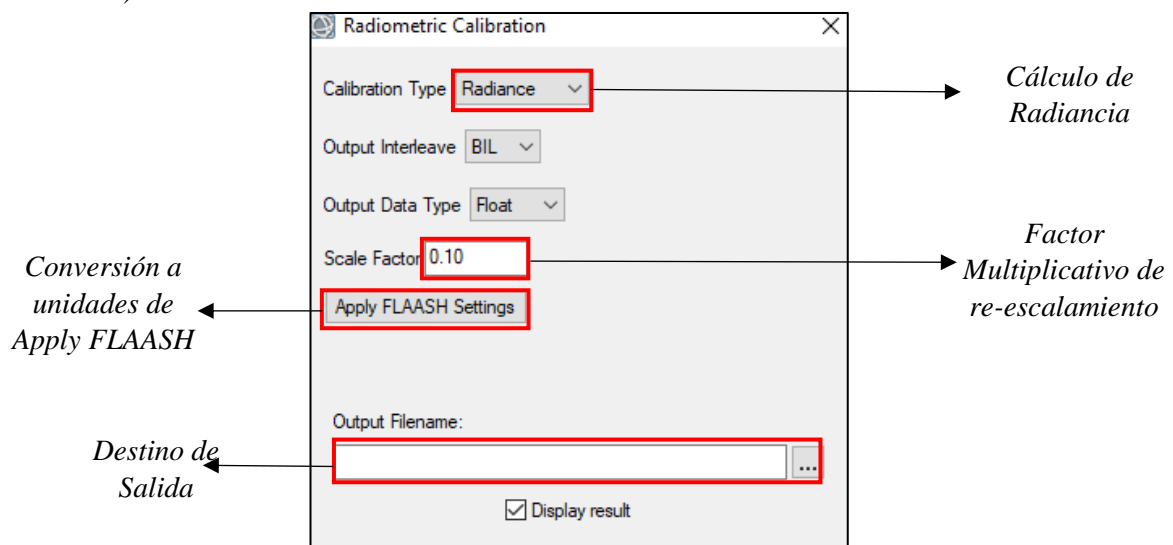 Radiometric Calibration
Calibration Type Radiance
Cálculo de
Radiancia
Output Interleave BIL
Output Data Type Float
Scale Factor 0.10
Factor
Multiplicativo de
re-escalamiento
Conversión a
unidades de
Apply FLAASH
Apply FLAASH Settings
Output Filename:
Destino de
Salida
...
Display result